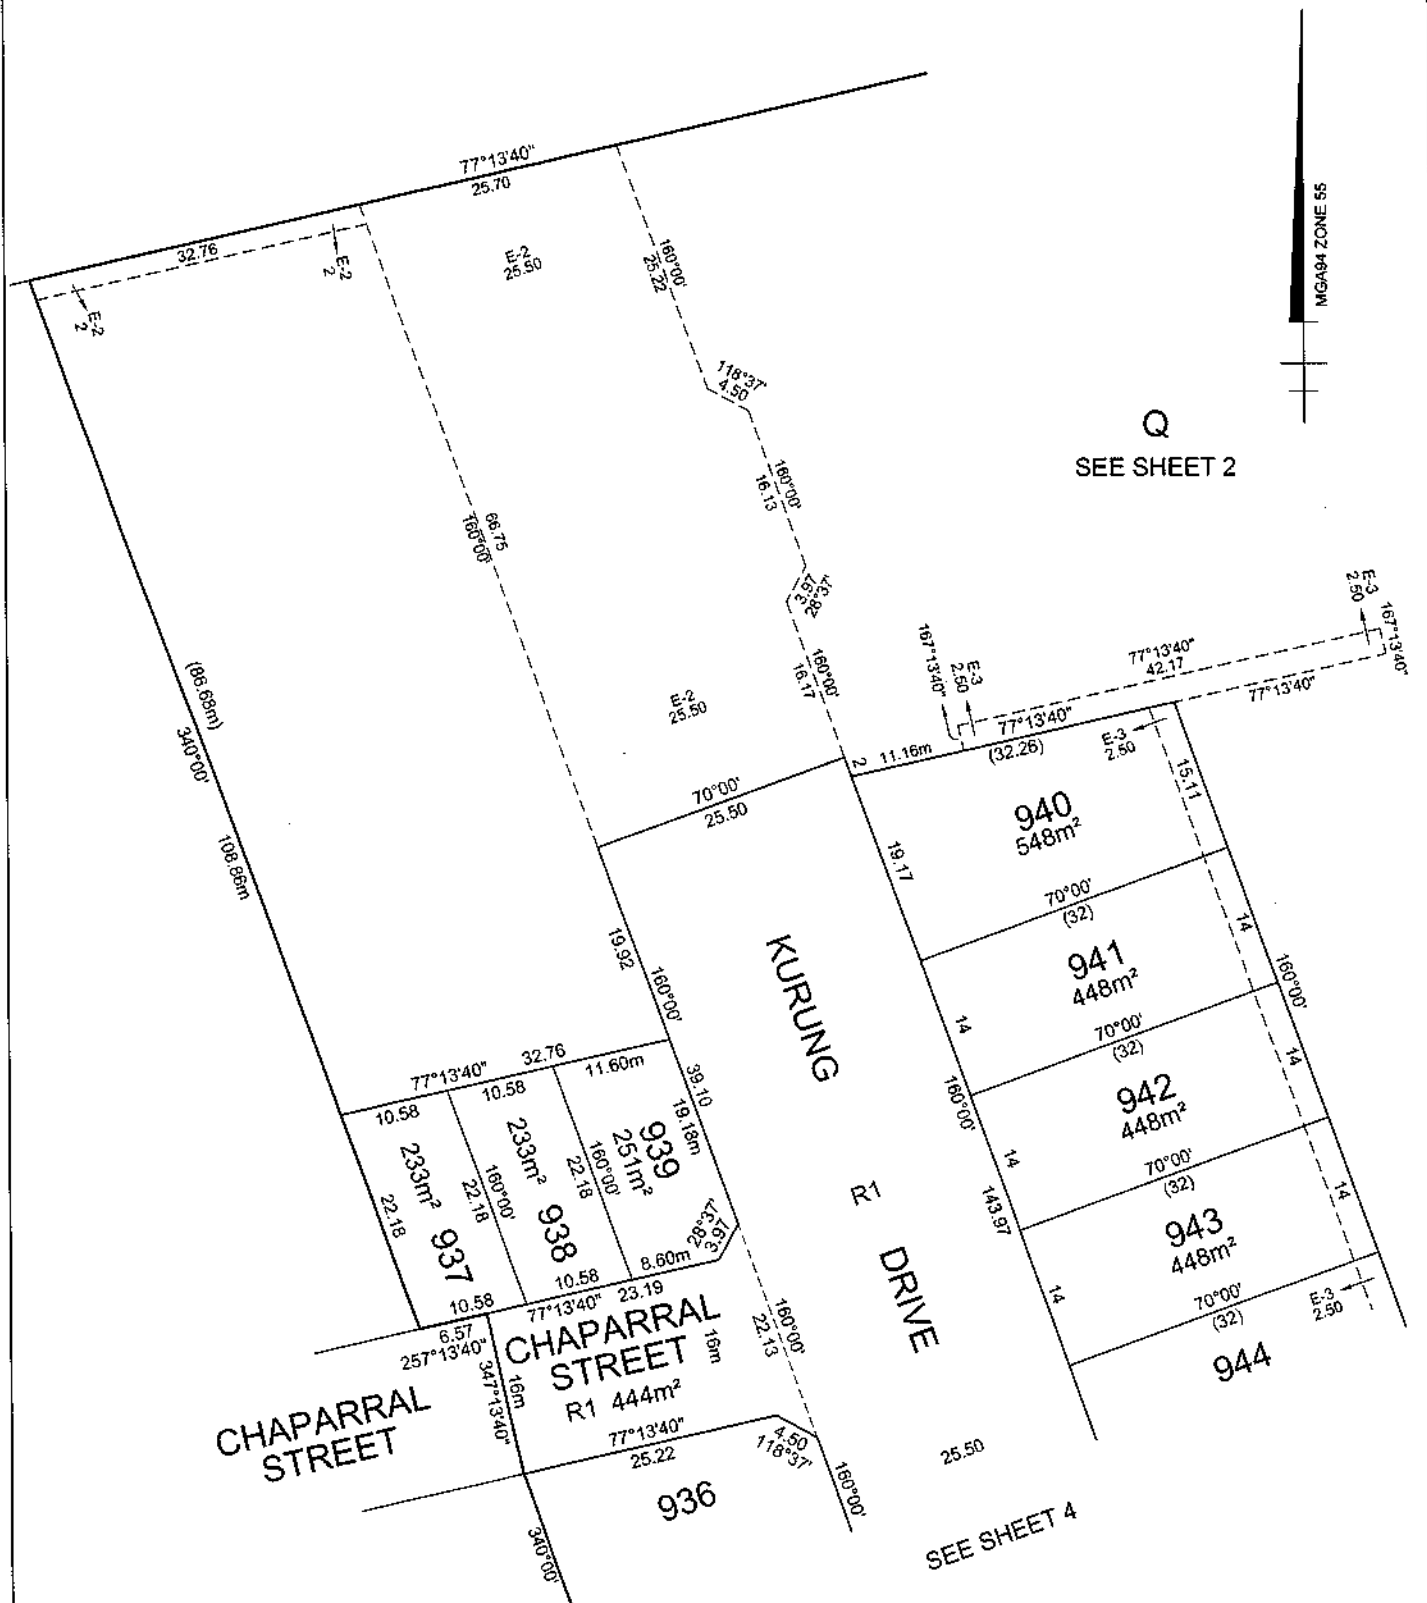 77°13'40"
25.70
32.76
E-2
2
E-2
2
E-2
25.50
160°00'
25.22
MGA94 ZONE 55
118°37'
4.50
Q
SEE SHEET 2
160°00'
16.13
66.75
160°00'
3.97
28°37'
160°00'
16.17
E-2
25.50
167°13'40"
E-3
2.50
77°13'40"
42.17
E-3
2.50
167°13'40"
77°13'40"
77°13'40"
(32.26)
11.16m
2
E-3
2.50
15.11
(86.68m)
340°00'
108.86m
70°00'
25.50
940
548m²
19.17
70°00'
(32)
14
941
448m²
160°00'
14
KURUNG
19.92
160°00'
70°00'
(32)
14
942
448m²
160°00'
14
77°13'40"
32.76
10.58
10.58
11.60m
39.10
19.18m
22.18
233m²
937
160°00'
22.18
233m²
938
160°00'
22.18
251m²
939
28°37'
3.97
70°00'
(32)
14
943
448m²
143.97
14
R1
DRIVE
70°00'
(32)
E-3
2.50
944
8.60m
10.58
10.58
77°13'40"
23.19
6.57
257°13'40"
CHAPARRAL
STREET
R1 444m²
16m
16m
347°13'40"
160°00'
22.13
CHAPARRAL
STREET
77°13'40"
25.22
4.50
118°37'
25.50
936
160°00'
340°00'
SEE SHEET 4